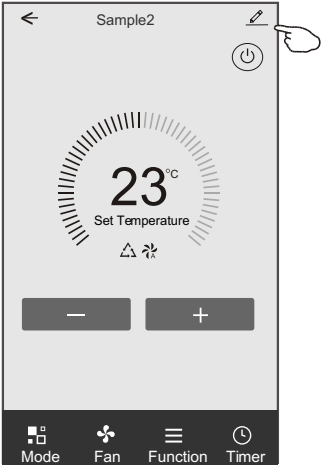 Sample2
23°C
Set Temperature
A
Mode Fan Function Timer